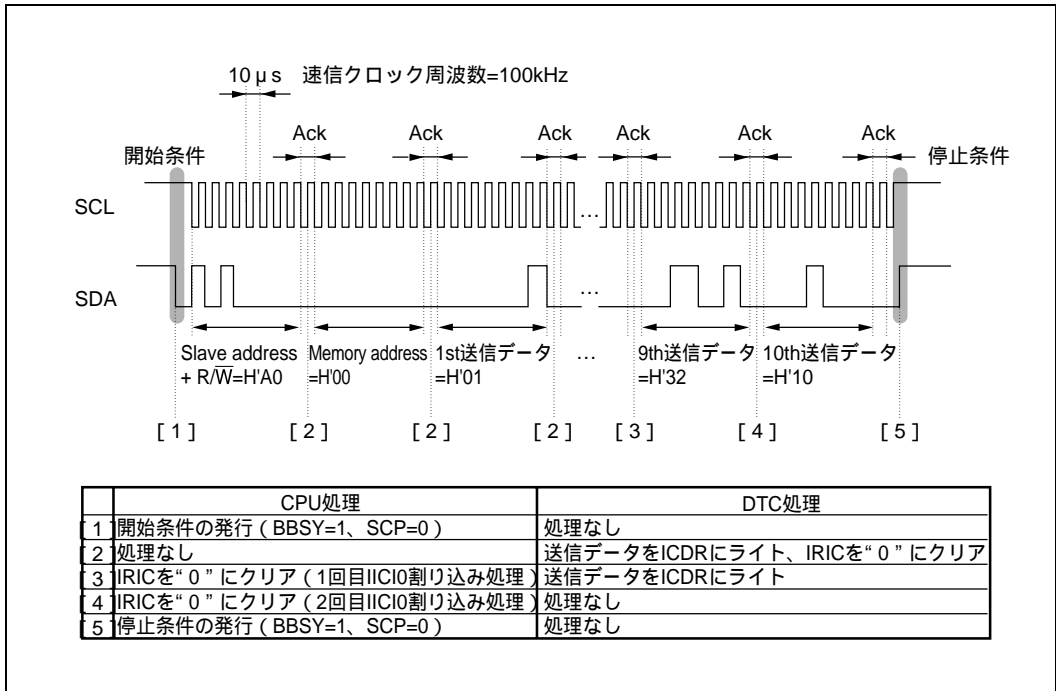 10 μs 速信クロック周波数=100kHz
Ack Ack Ack Ack Ack Ack
開始条件 停止条件
SCL
...
SDA
...
Slave address
+ R/W̅=H'A0
Memory address
=H'00
1st送信データ
=H'01
...
9th送信データ
=H'32
10th送信データ
=H'10
[1] [2] [2] [2] [3] [4] [5]
CPU処理 DTC処理
[1] 開始条件の発行(BBSY=1、SCP=0) 処理なし
[2] 処理なし 送信データをICDRにライト、IRICを“0”にクリア
[3] IRICを“0”にクリア(1回目IICI0割り込み処理) 送信データをICDRにライト
[4] IRICを“0”にクリア(2回目IICI0割り込み処理) 処理なし
[5] 停止条件の発行(BBSY=1、SCP=0) 処理なし